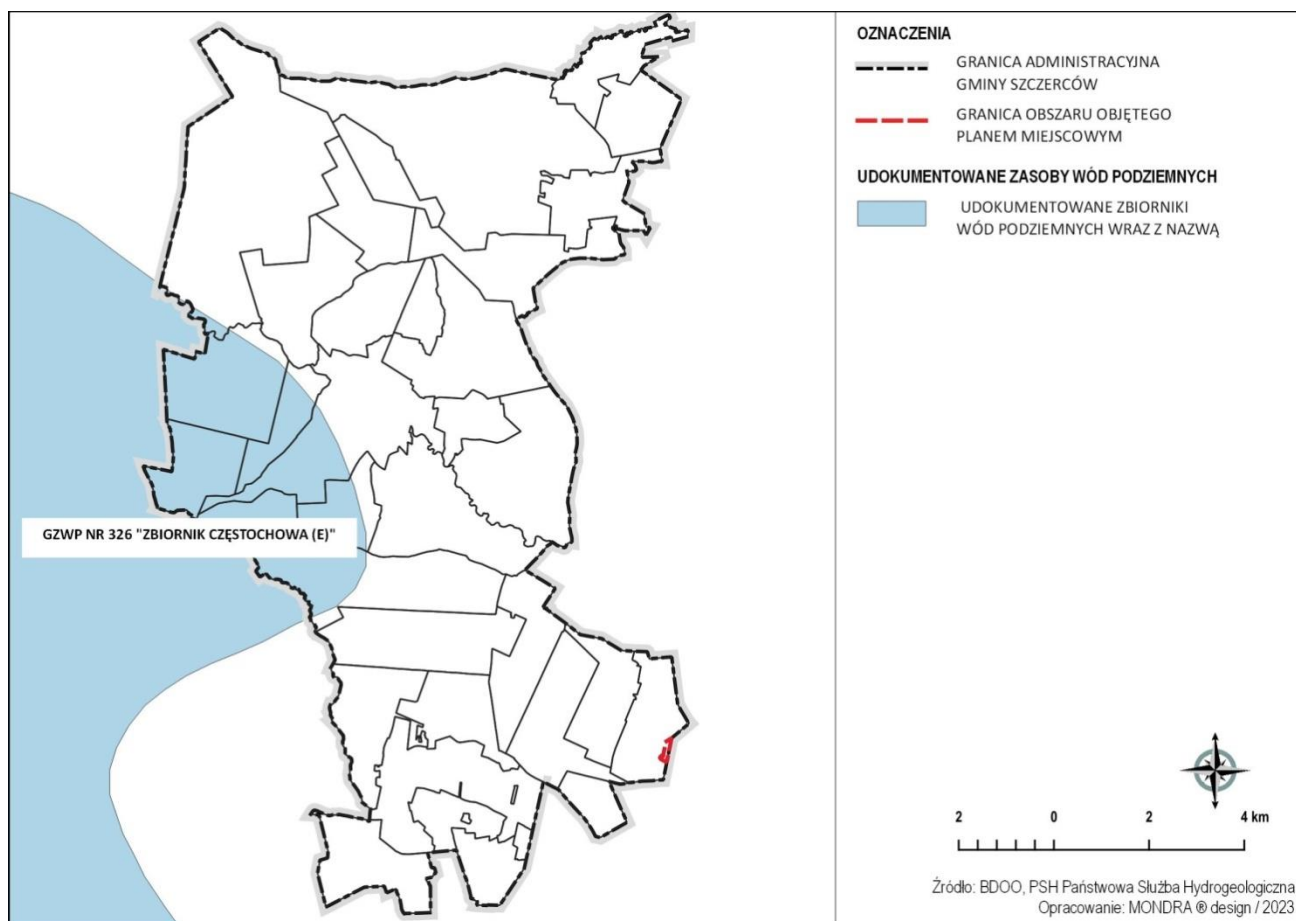 OZNACZENIA
GRANICA ADMINISTRACYJNA
GMINY SZCZERCÓW
GRANICA OBSZARU OBJĘTEGO
PLANEM MIEJSCOWYM
UDOKUMENTOWANE ZASOBY WÓD PODZIEMNYCH
UDOKUMENTOWANE ZBIORNIKI
WÓD PODZIEMNYCH WRAZ Z NAZWĄ
GZWP NR 326 "ZBIORNIK CZĘSTOCHOWA (E)"
2 0 2 4 km
Źródło: BDOO, PSH Państwowa Służba Hydrogeologiczna
Opracowanie: MONDRA ® design / 2023